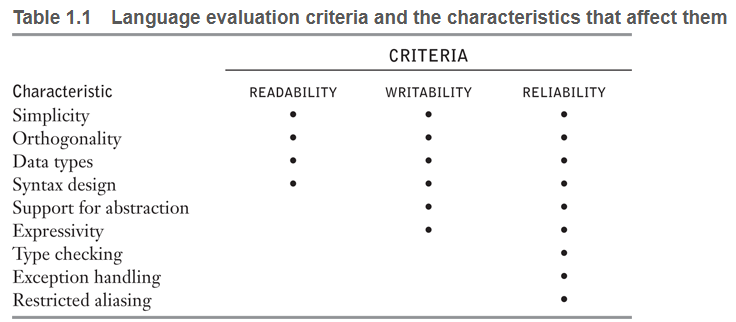 Table 1.1 Language evaluation criteria and the characteristics that affect them
CRITERIA
Characteristic READABILITY WRITABILITY RELIABILITY
Simplicity • • •
Orthogonality • • •
Data types • • •
Syntax design • • •
Support for abstraction • •
Expressivity • •
Type checking •
Exception handling •
Restricted aliasing •